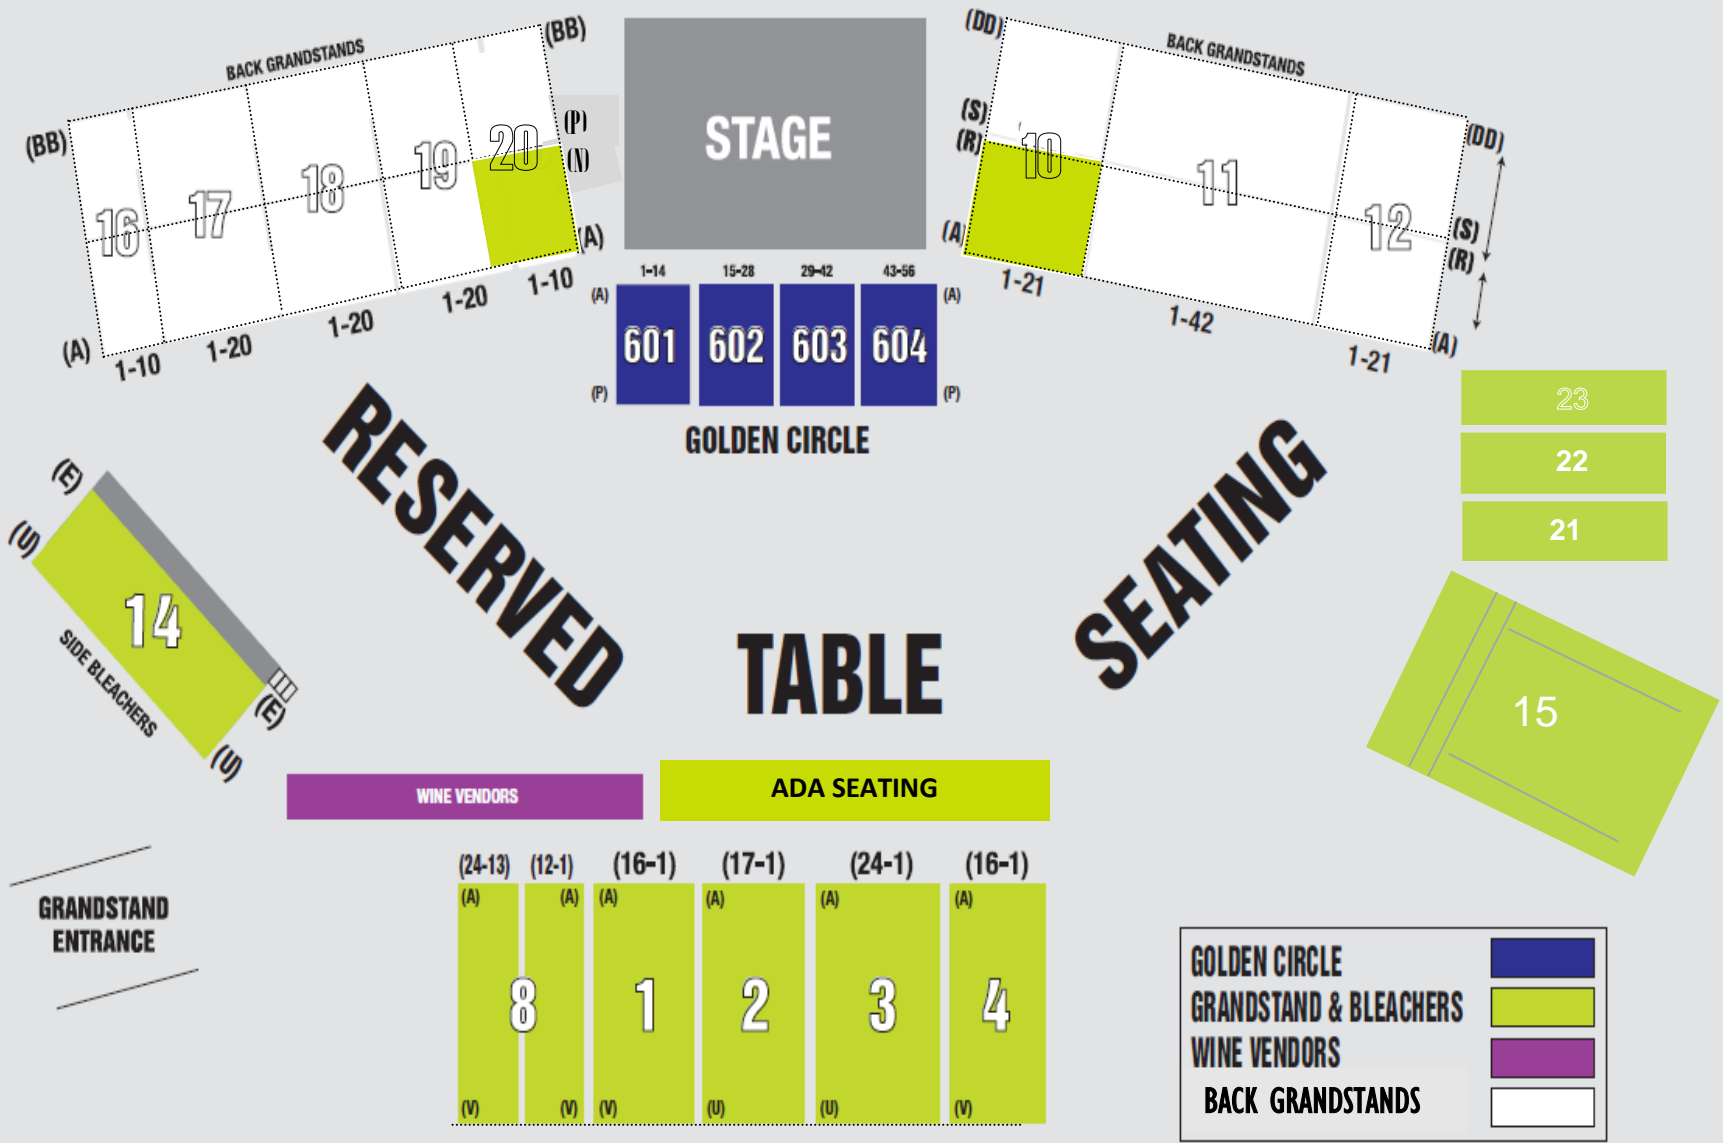 BACK GRANDSTANDS
(BB)
(BB)
(P)
(N)
(A)
(A)
16
17
18
19
20
1-10
1-20
1-20
1-20
1-10
STAGE
(DD)
BACK GRANDSTANDS
(S)
(R)
(A)
(DD)
(S)
(R)
(A)
10
11
12
1-21
1-42
1-21
1-14
15-28
29-42
43-56
(A)
(A)
601
602
603
604
(P)
(P)
GOLDEN CIRCLE
RESERVED
TABLE
SEATING
23
22
21
15
(E)
(U)
14
SIDE BLEACHERS
(E)
(U)
WINE VENDORS
ADA SEATING
GRANDSTAND
ENTRANCE
(24-13)
(12-1)
(16-1)
(17-1)
(24-1)
(16-1)
(A)
(A)
(A)
(A)
(A)
(A)
8
1
2
3
4
(V)
(V)
(V)
(U)
(U)
(V)
GOLDEN CIRCLE
GRANDSTAND & BLEACHERS
WINE VENDORS
BACK GRANDSTANDS